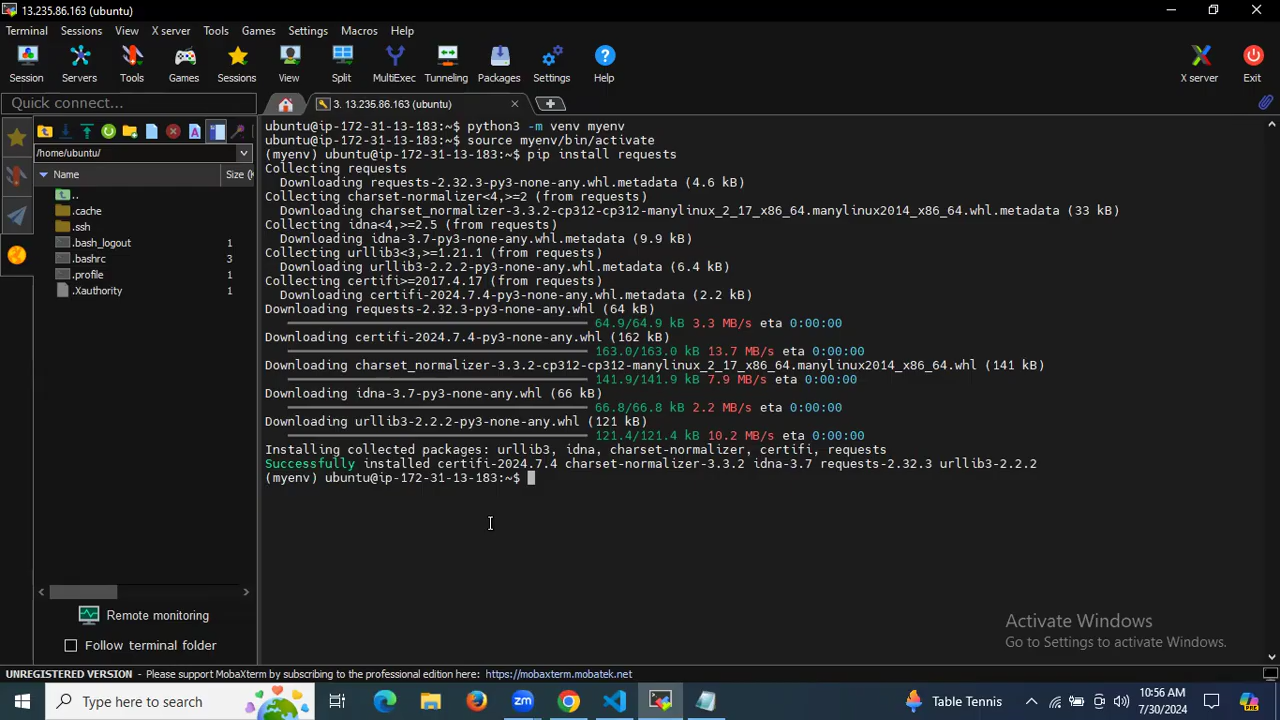 13.235.86.163 (ubuntu)
Terminal Sessions View X server Tools Games Settings Macros Help
Session Servers Tools Games Sessions View Split MultiExec Tunneling Packages Settings Help X server Exit
Quick connect...
3. 13.235.86.163 (ubuntu)
/home/ubuntu/
Name Size (K
..
.cache
.ssh
.bash_logout 1
.bashrc 3
.profile 1
.Xauthority 1
Remote monitoring
Follow terminal folder
ubuntu@ip-172-31-13-183:~$ python3 -m venv myenv
ubuntu@ip-172-31-13-183:~$ source myenv/bin/activate
(myenv) ubuntu@ip-172-31-13-183:~$ pip install requests
Collecting requests
Downloading requests-2.32.3-py3-none-any.whl.metadata (4.6 kB)
Collecting charset-normalizer<4,>=2 (from requests)
Downloading charset_normalizer-3.3.2-cp312-cp312-manylinux_2_17_x86_64.manylinux2014_x86_64.whl.metadata (33 kB)
Collecting idna<4,>=2.5 (from requests)
Downloading idna-3.7-py3-none-any.whl.metadata (9.9 kB)
Collecting urllib3<3,>=1.21.1 (from requests)
Downloading urllib3-2.2.2-py3-none-any.whl.metadata (6.4 kB)
Collecting certifi>=2017.4.17 (from requests)
Downloading certifi-2024.7.4-py3-none-any.whl.metadata (2.2 kB)
Downloading requests-2.32.3-py3-none-any.whl (64 kB)
64.9/64.9 kB 3.3 MB/s eta 0:00:00
Downloading certifi-2024.7.4-py3-none-any.whl (162 kB)
163.0/163.0 kB 13.7 MB/s eta 0:00:00
Downloading charset_normalizer-3.3.2-cp312-cp312-manylinux_2_17_x86_64.manylinux2014_x86_64.whl (141 kB)
141.9/141.9 kB 7.9 MB/s eta 0:00:00
Downloading idna-3.7-py3-none-any.whl (66 kB)
66.8/66.8 kB 2.2 MB/s eta 0:00:00
Downloading urllib3-2.2.2-py3-none-any.whl (121 kB)
121.4/121.4 kB 10.2 MB/s eta 0:00:00
Installing collected packages: urllib3, idna, charset-normalizer, certifi, requests
Successfully installed certifi-2024.7.4 charset-normalizer-3.3.2 idna-3.7 requests-2.32.3 urllib3-2.2.2
(myenv) ubuntu@ip-172-31-13-183:~$
Activate Windows
Go to Settings to activate Windows.
UNREGISTERED VERSION - Please support MobaXterm by subscribing to the professional edition here: https://mobaxterm.mobatek.net
Type here to search
zm
Table Tennis
10:56 AM
7/30/2024
PRE